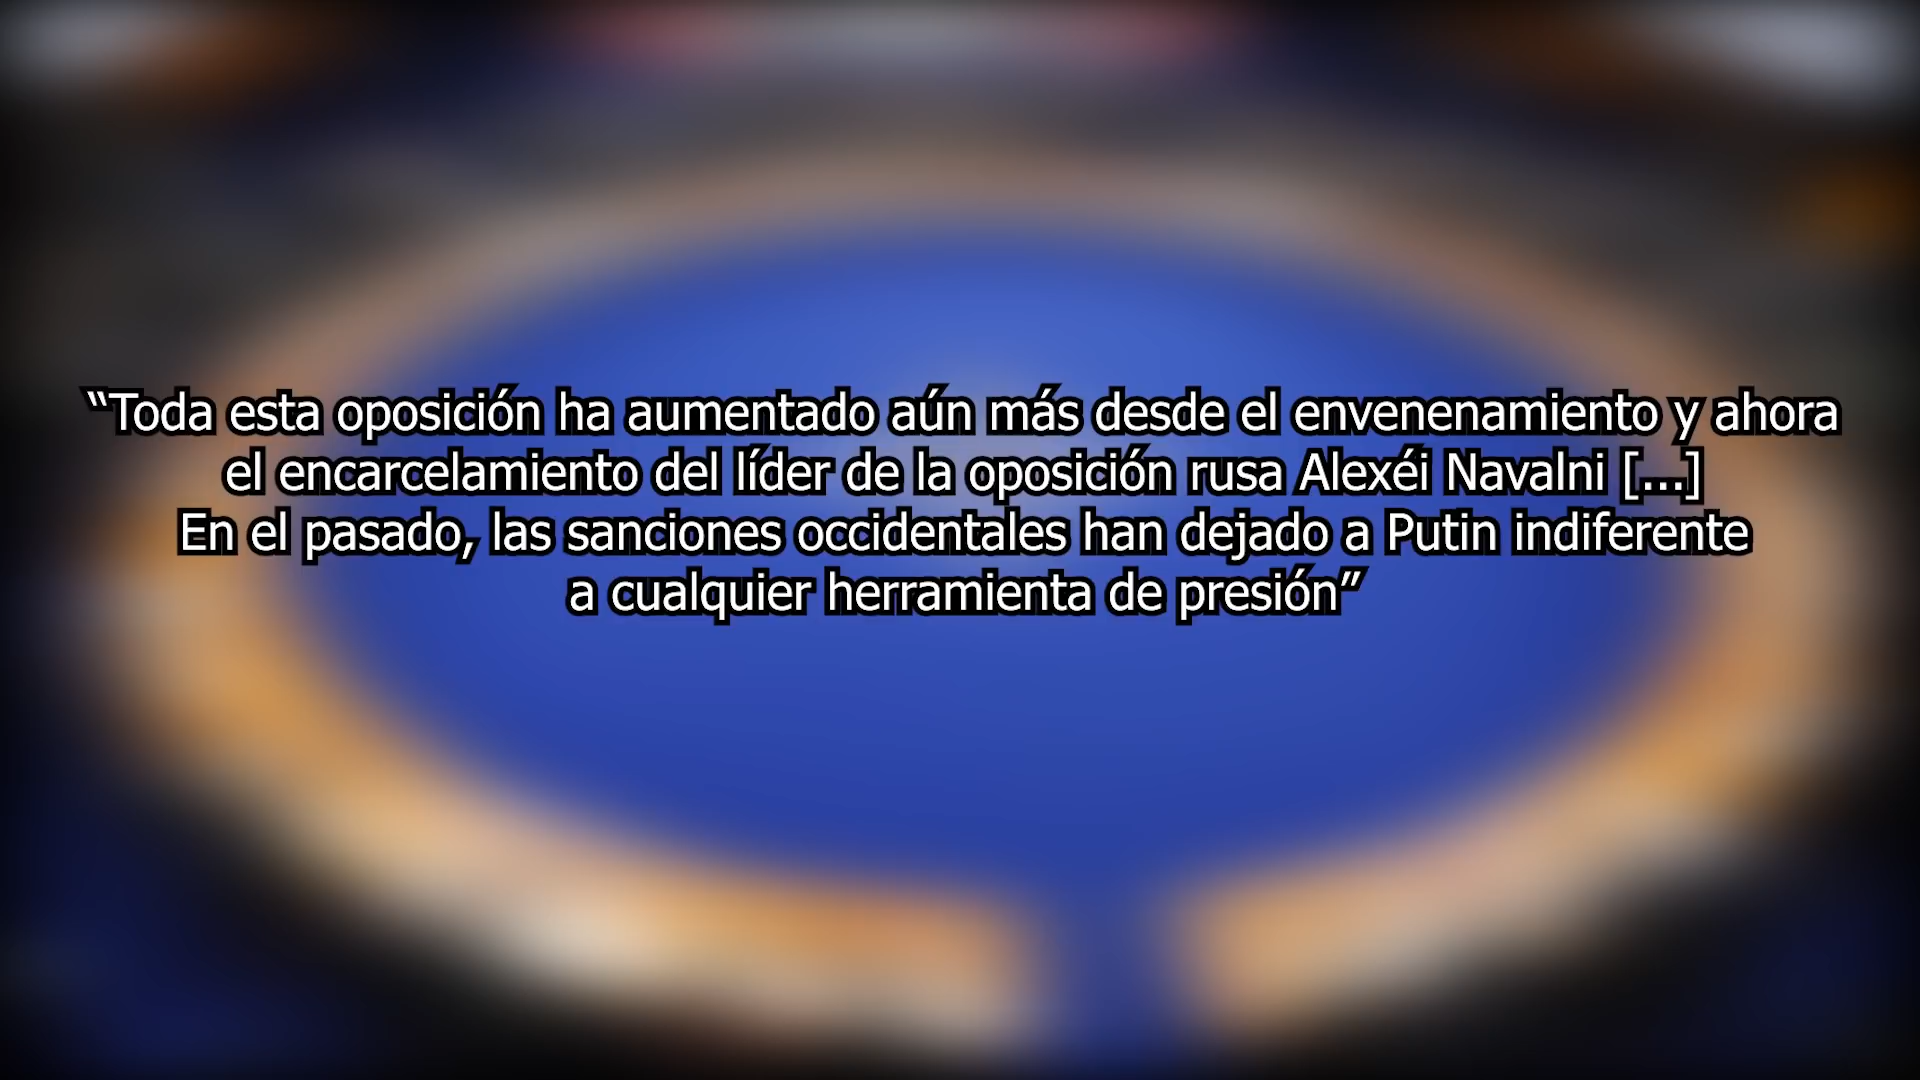 “Toda esta oposición ha aumentado aún más desde el envenenamiento y ahora
el encarcelamiento del líder de la oposición rusa Alexéi Navalni [...]
En el pasado, las sanciones occidentales han dejado a Putin indiferente
a cualquier herramienta de presión”